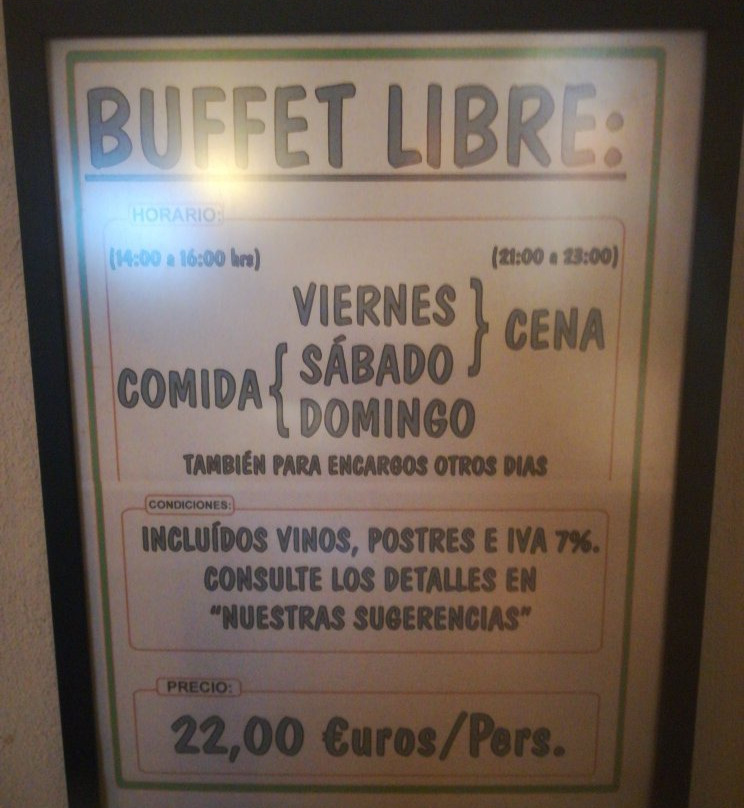 BUFFET LIBRE:
HORARIO:
(14:00 a 16:00 hrs) (21:00 a 23:00)
VIERNES
CENA
SÁBADO
COMIDA
DOMINGO
TAMBIÉN PARA ENCARGOS OTROS DIAS
CONDICIONES:
INCLUÍDOS VINOS, POSTRES E IVA 7%.
CONSULTE LOS DETALLES EN
"NUESTRAS SUGERENCIAS"
PRECIO:
22,00 €uros/Pers.